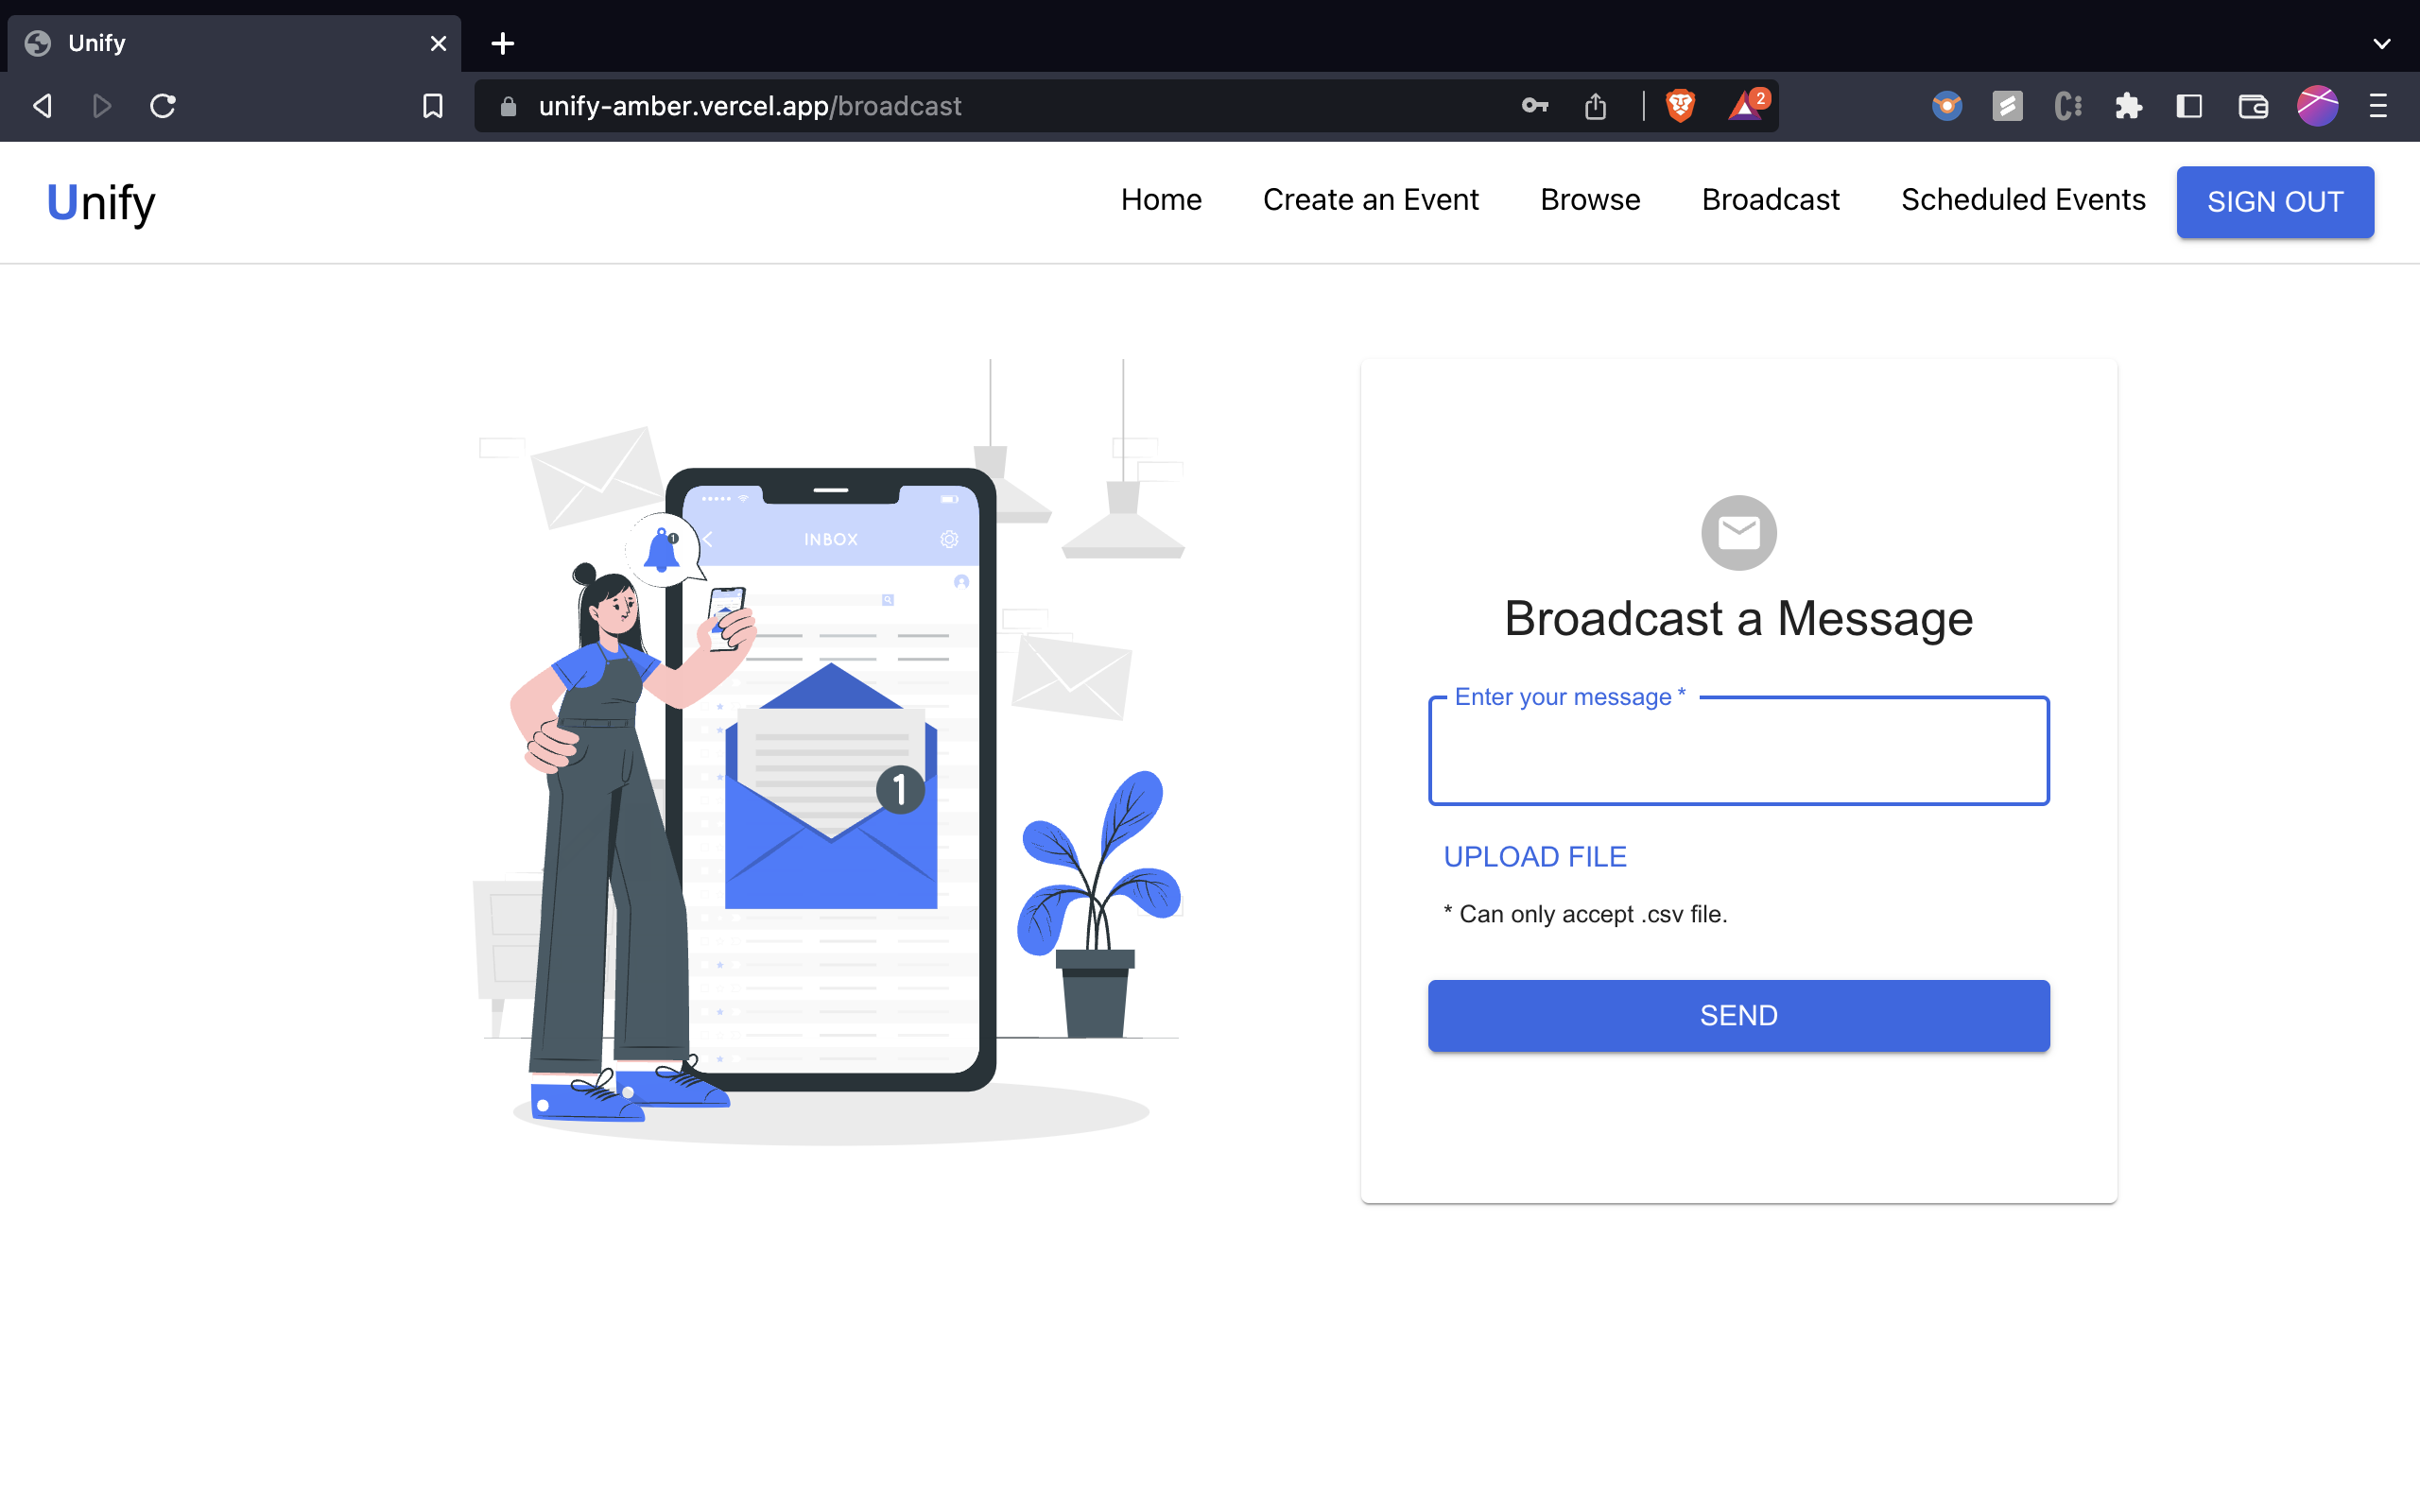 Unify
unify-amber.vercel.app/broadcast
2
Unify
Home
Create an Event
Browse
Broadcast
Scheduled Events
SIGN OUT
INBOX
1
1
Broadcast a Message
Enter your message *
UPLOAD FILE
* Can only accept .csv file.
SEND